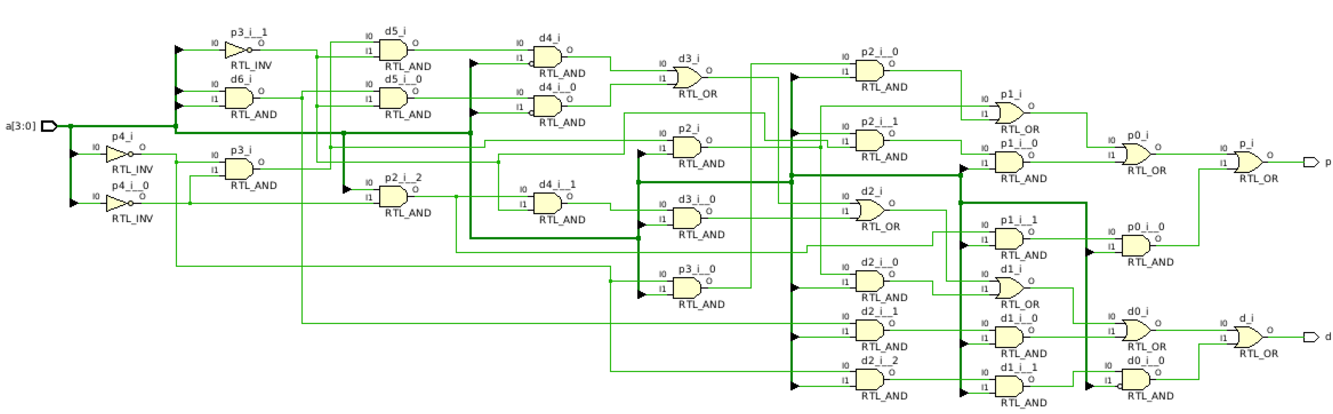 a[3:0]
p3_i__1
I0 O
RTL_INV
d6_i
I0 O
I1
RTL_AND
p4_i
I0 O
RTL_INV
p4_i__0
I0 O
RTL_INV
p3_i
I0 O
I1
RTL_AND
d5_i
I0 O
I1
RTL_AND
d5_i__0
I0 O
I1
RTL_AND
p2_i__2
I0 O
I1
RTL_AND
d4_i
I0 O
I1
RTL_AND
d4_i__0
I0 O
I1
RTL_AND
d4_i__1
I0 O
I1
RTL_AND
d3_i
I0 O
I1
RTL_OR
p2_i
I0 O
I1
RTL_AND
d3_i__0
I0 O
I1
RTL_AND
p3_i__0
I0 O
I1
RTL_AND
p2_i__0
I0 O
I1
RTL_AND
p2_i__1
I0 O
I1
RTL_AND
d2_i
I0 O
I1
RTL_OR
d2_i__0
I0 O
I1
RTL_AND
d2_i__1
I0 O
I1
RTL_AND
d2_i__2
I0 O
I1
RTL_AND
p1_i
I0 O
I1
RTL_OR
p1_i__0
I0 O
I1
RTL_AND
p1_i__1
I0 O
I1
RTL_AND
d1_i
I0 O
I1
RTL_OR
d1_i__0
I0 O
I1
RTL_AND
d1_i__1
I0 O
I1
RTL_AND
p0_i
I0 O
I1
RTL_OR
p0_i__0
I0 O
I1
RTL_AND
d0_i
I0 O
I1
RTL_OR
d0_i__0
I0 O
I1
RTL_AND
p_i
I0 O
I1
RTL_OR
p
d_i
I0 O
I1
RTL_OR
d